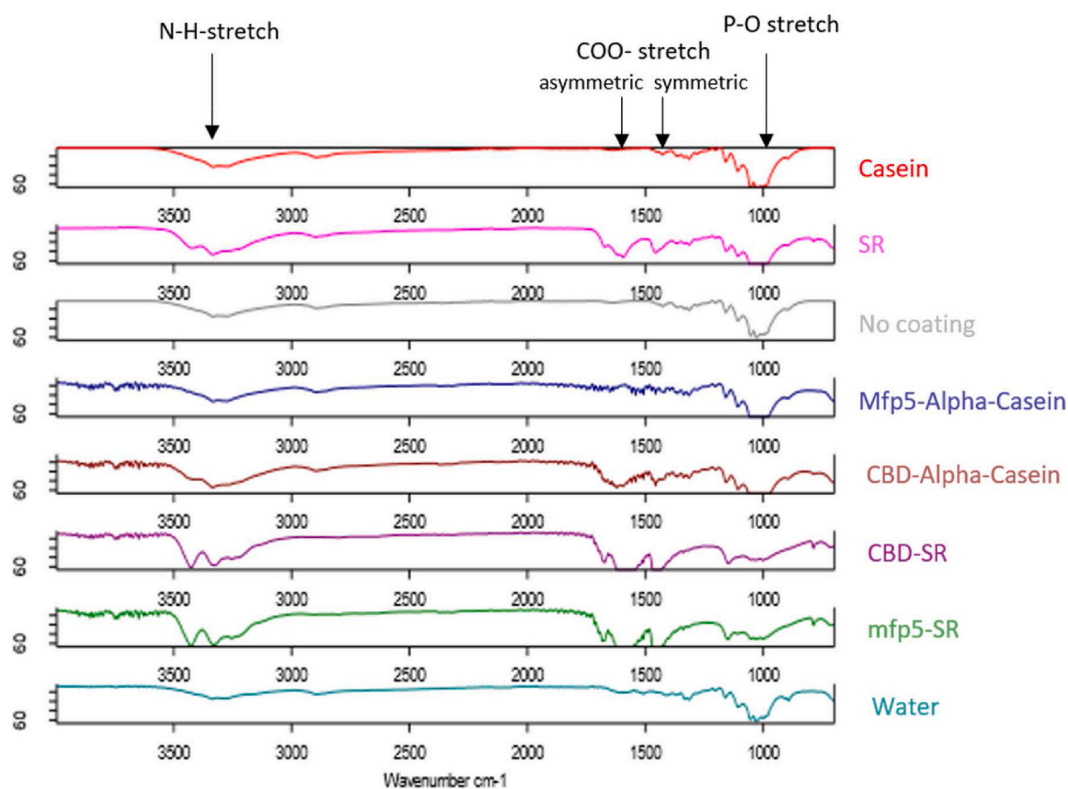 N-H-stretch
P-O stretch
COO- stretch
asymmetric symmetric
60
Casein
3500 3000 2500 2000 1500 1000
60
SR
3500 3000 2500 2000 1500 1000
60
No coating
3500 3000 2500 2000 1500 1000
60
Mfp5-Alpha-Casein
3500 3000 2500 2000 1500 1000
60
CBD-Alpha-Casein
3500 3000 2500 2000 1500 1000
60
CBD-SR
3500 3000 2500 2000 1500 1000
60
mfp5-SR
3500 3000 2500 2000 1500 1000
60
Water
3500 3000 2500 2000 1500 1000
Wavenumber cm-1